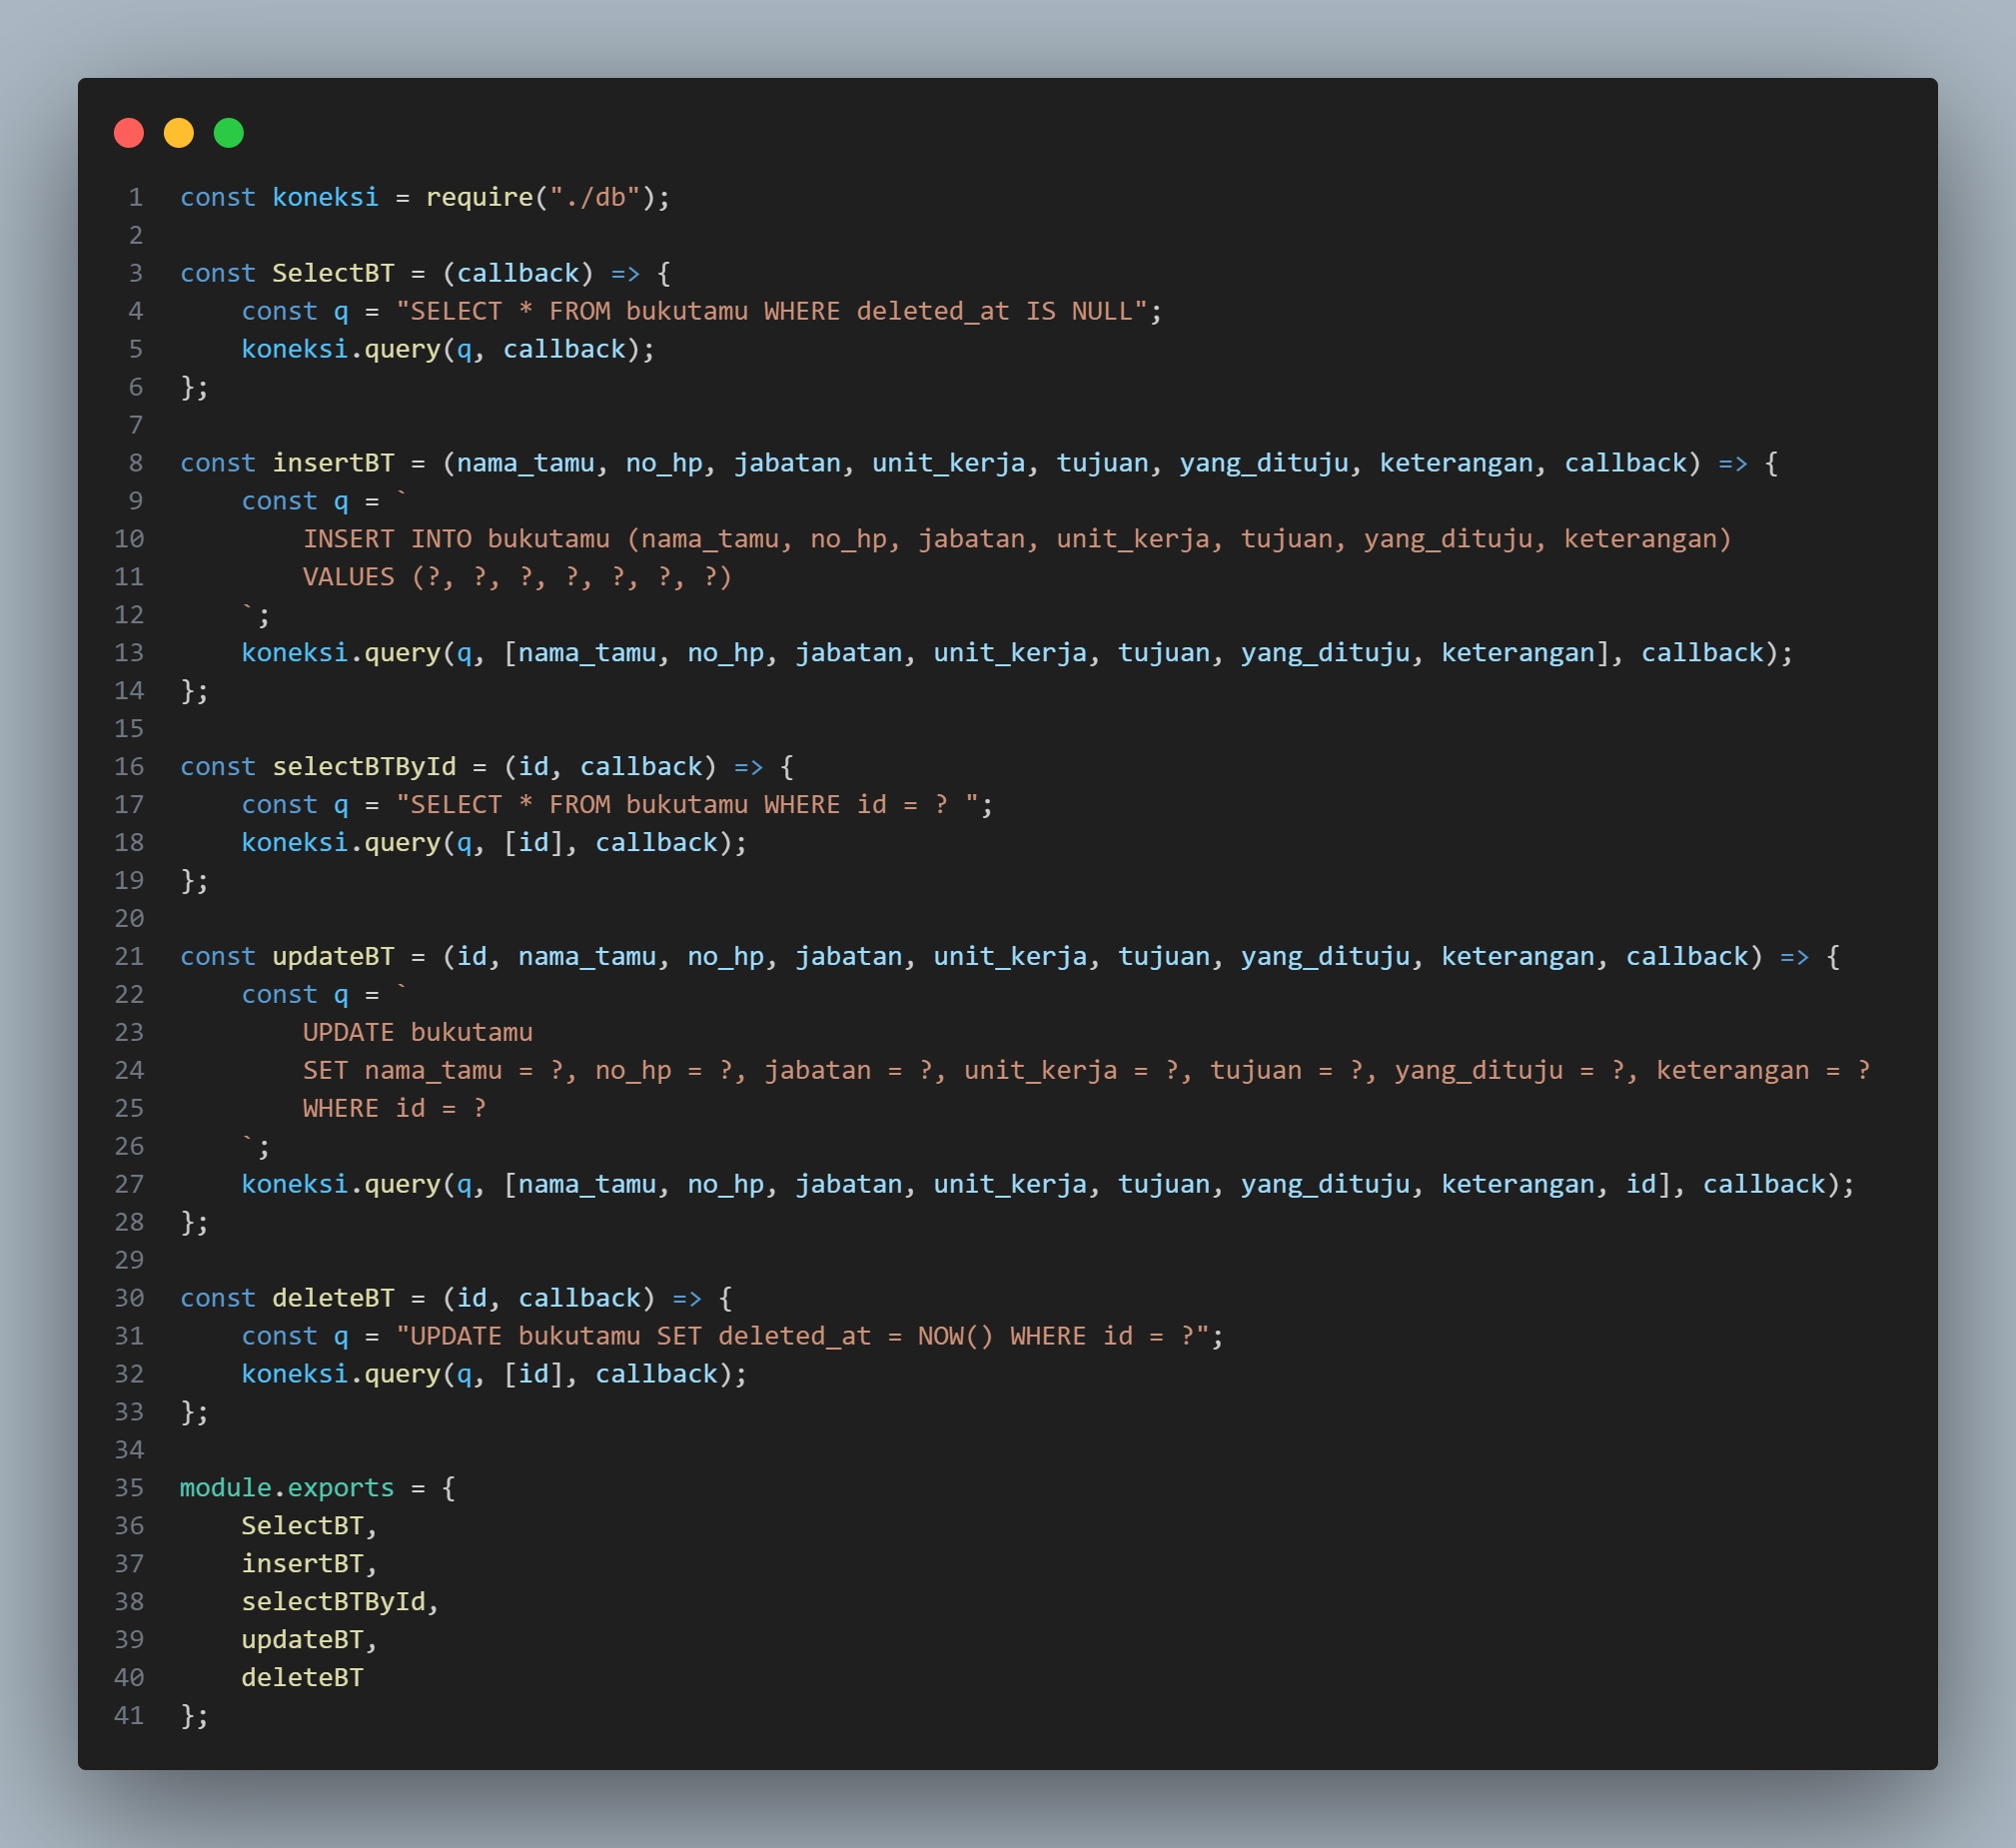 1 const koneksi = require("./db");
2
3 const SelectBT = (callback) => {
4     const q = "SELECT * FROM bukutamu WHERE deleted_at IS NULL";
5     koneksi.query(q, callback);
6 };
7
8 const insertBT = (nama_tamu, no_hp, jabatan, unit_kerja, tujuan, yang_dituju, keterangan, callback) => {
9     const q = `
10         INSERT INTO bukutamu (nama_tamu, no_hp, jabatan, unit_kerja, tujuan, yang_dituju, keterangan)
11         VALUES (?, ?, ?, ?, ?, ?, ?)
12     `;
13     koneksi.query(q, [nama_tamu, no_hp, jabatan, unit_kerja, tujuan, yang_dituju, keterangan], callback);
14 };
15
16 const selectBTById = (id, callback) => {
17     const q = "SELECT * FROM bukutamu WHERE id = ? ";
18     koneksi.query(q, [id], callback);
19 };
20
21 const updateBT = (id, nama_tamu, no_hp, jabatan, unit_kerja, tujuan, yang_dituju, keterangan, callback) => {
22     const q = `
23         UPDATE bukutamu
24         SET nama_tamu = ?, no_hp = ?, jabatan = ?, unit_kerja = ?, tujuan = ?, yang_dituju = ?, keterangan = ?
25         WHERE id = ?
26     `;
27     koneksi.query(q, [nama_tamu, no_hp, jabatan, unit_kerja, tujuan, yang_dituju, keterangan, id], callback);
28 };
29
30 const deleteBT = (id, callback) => {
31     const q = "UPDATE bukutamu SET deleted_at = NOW() WHERE id = ?";
32     koneksi.query(q, [id], callback);
33 };
34
35 module.exports = {
36     SelectBT,
37     insertBT,
38     selectBTById,
39     updateBT,
40     deleteBT
41 };